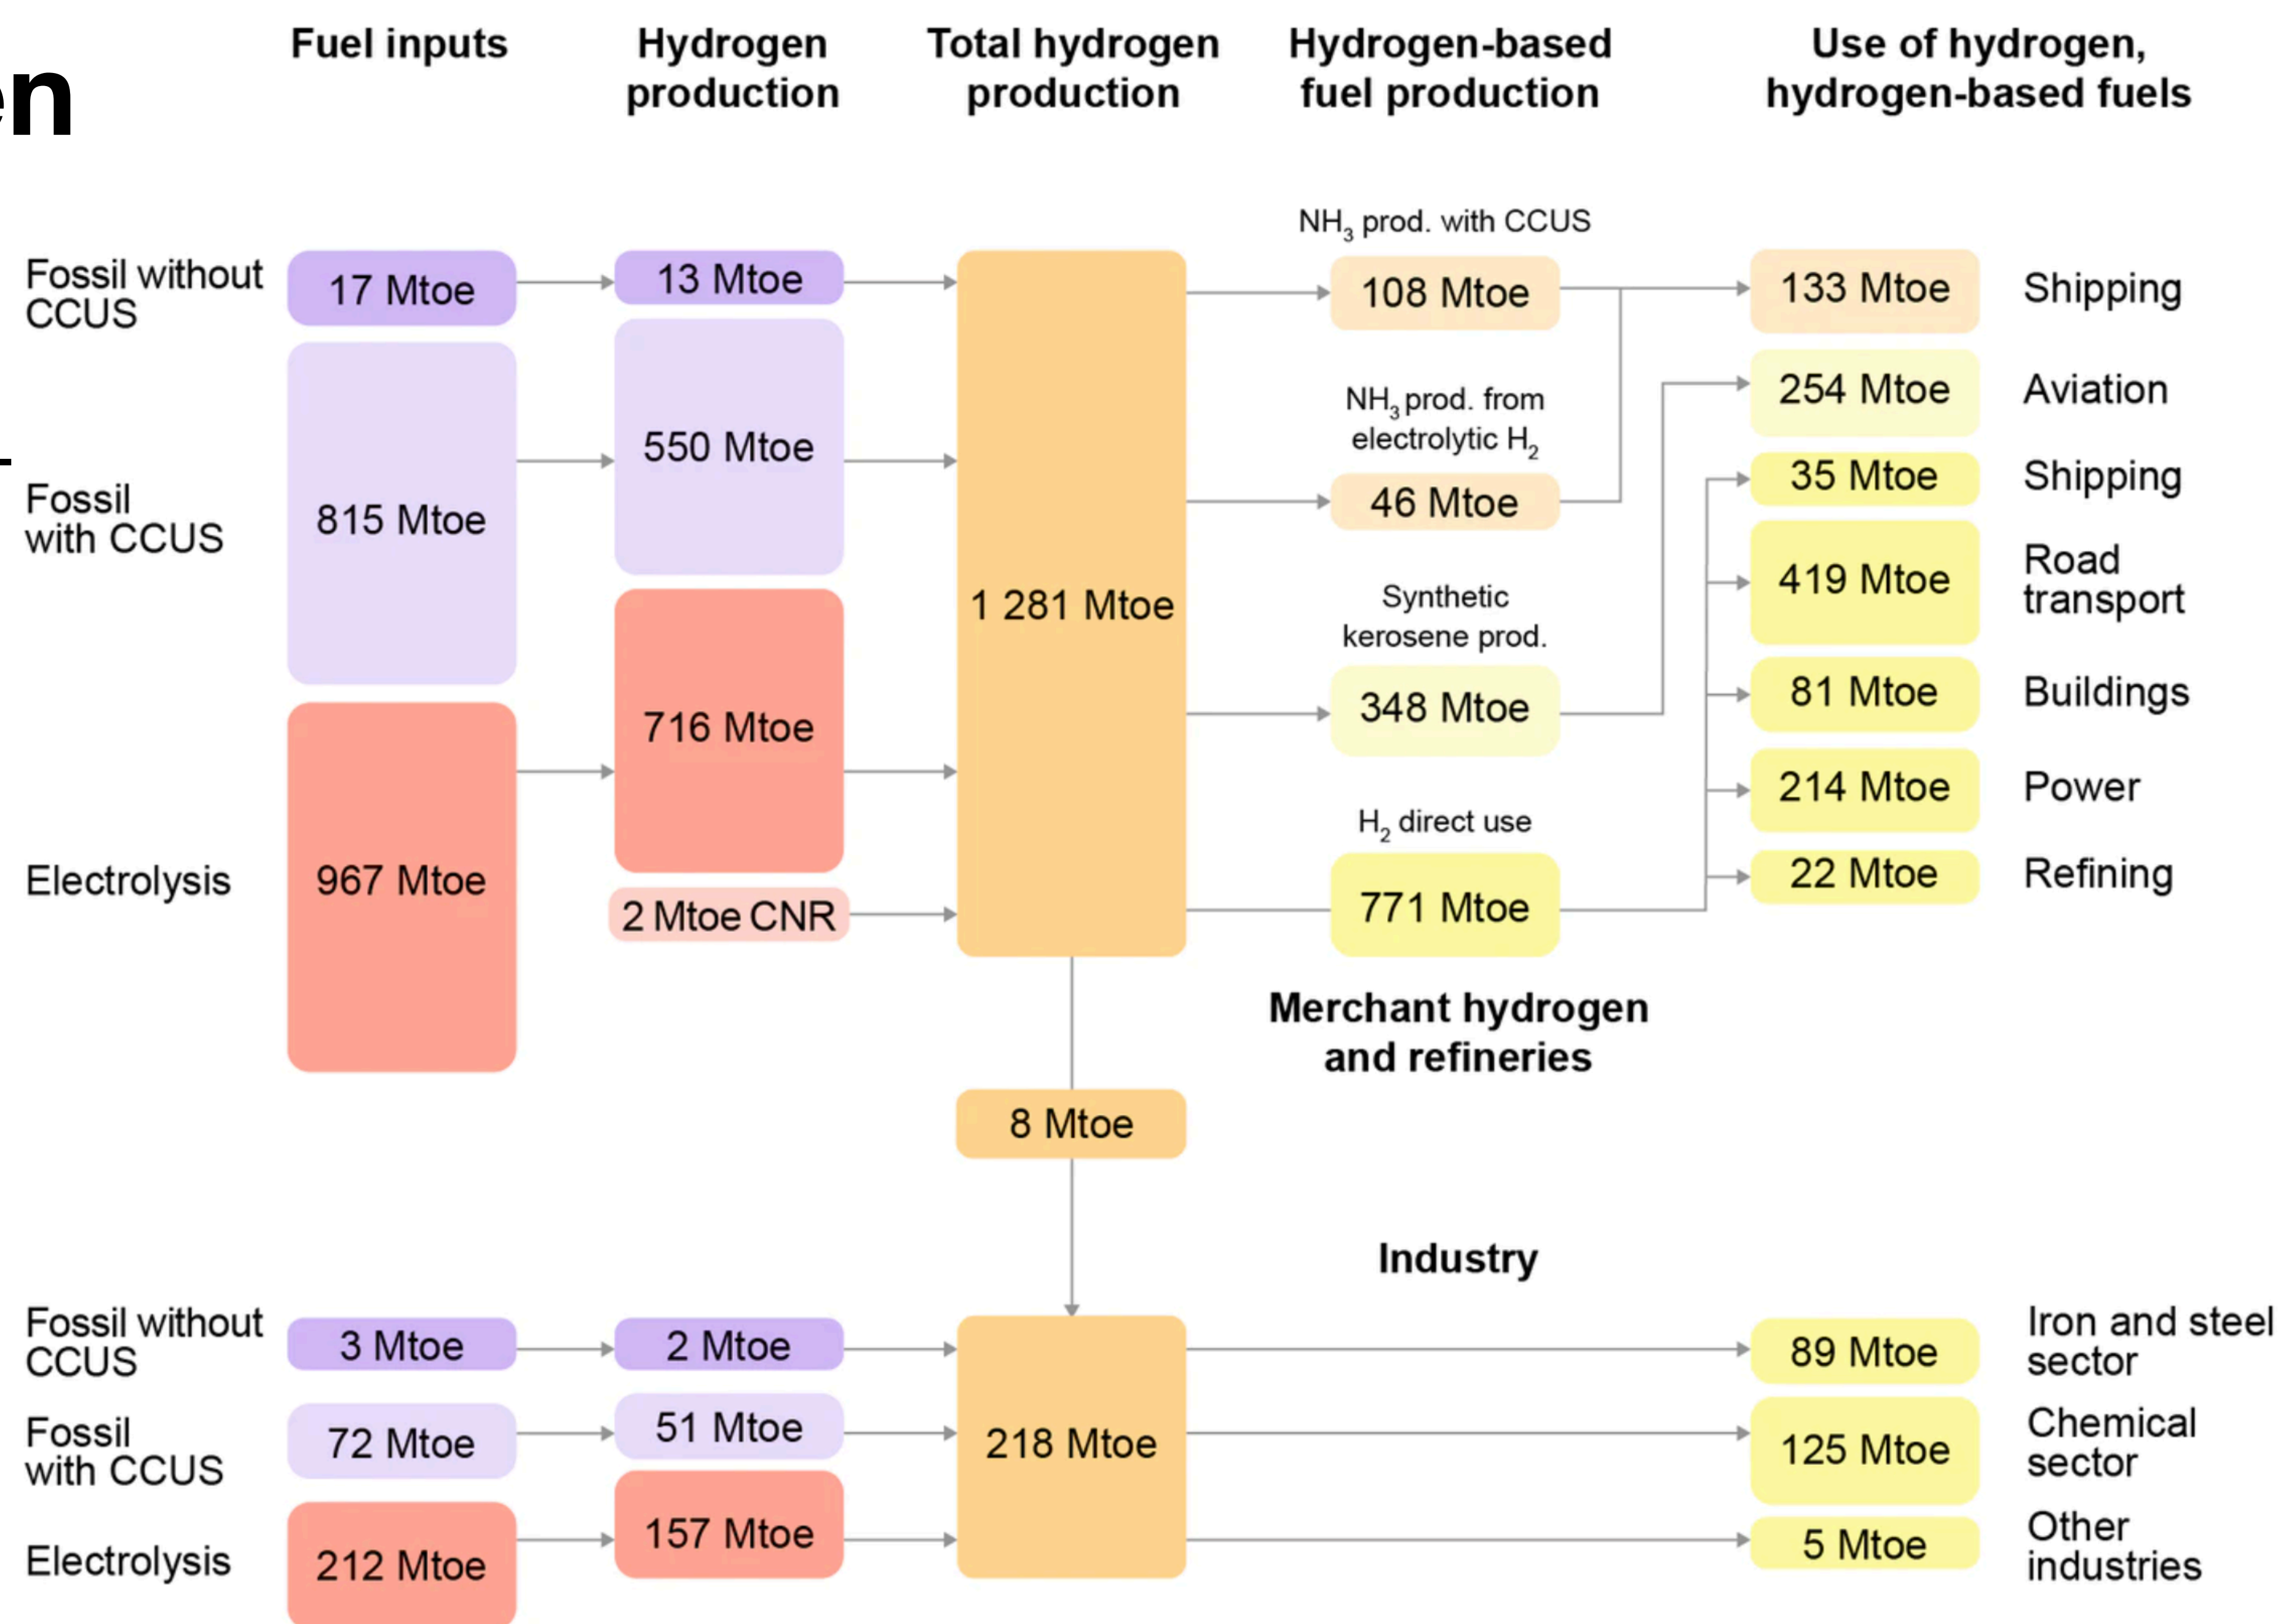 en
Fuel inputs
Hydrogen
production
Total hydrogen
production
Hydrogen-based
fuel production
Use of hydrogen,
hydrogen-based fuels
Fossil without
CCUS
17 Mtoe
13 Mtoe
Fossil
with CCUS
815 Mtoe
550 Mtoe
Electrolysis
967 Mtoe
716 Mtoe
2 Mtoe CNR
1 281 Mtoe
NH₃ prod. with CCUS
108 Mtoe
NH₃ prod. from
electrolytic H₂
46 Mtoe
Synthetic
kerosene prod.
348 Mtoe
H₂ direct use
771 Mtoe
133 Mtoe
Shipping
254 Mtoe
Aviation
35 Mtoe
Shipping
419 Mtoe
Road
transport
81 Mtoe
Buildings
214 Mtoe
Power
22 Mtoe
Refining
Merchant hydrogen
and refineries
8 Mtoe
Industry
Fossil without
CCUS
3 Mtoe
2 Mtoe
Fossil
with CCUS
72 Mtoe
51 Mtoe
Electrolysis
212 Mtoe
157 Mtoe
218 Mtoe
89 Mtoe
Iron and steel
sector
125 Mtoe
Chemical
sector
5 Mtoe
Other
industries